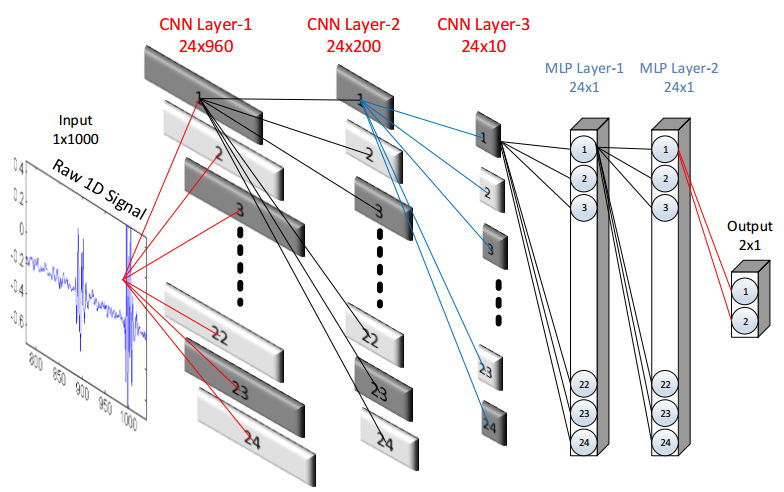 CNN Layer-1
24x960
CNN Layer-2
24x200
CNN Layer-3
24x10
MLP Layer-1
24x1
MLP Layer-2
24x1
Input
1x1000
Raw 1D Signal
0.4
0.2
0
-0.2
-0.4
-0.6
800
850
900
950
1000
1
2
3
22
23
24
1
2
3
22
23
24
1
2
3
23
24
1
2
3
22
23
24
1
2
3
22
23
24
Output
2x1
1
2